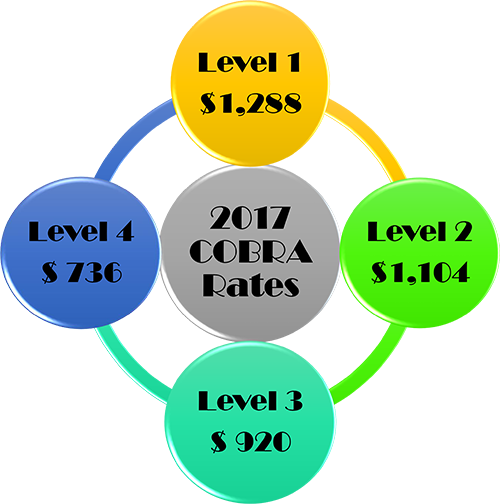 Level 1
$1,288
2017
COBRA
Rates
Level 2
$1,104
Level 3
$ 920
Level 4
$ 736